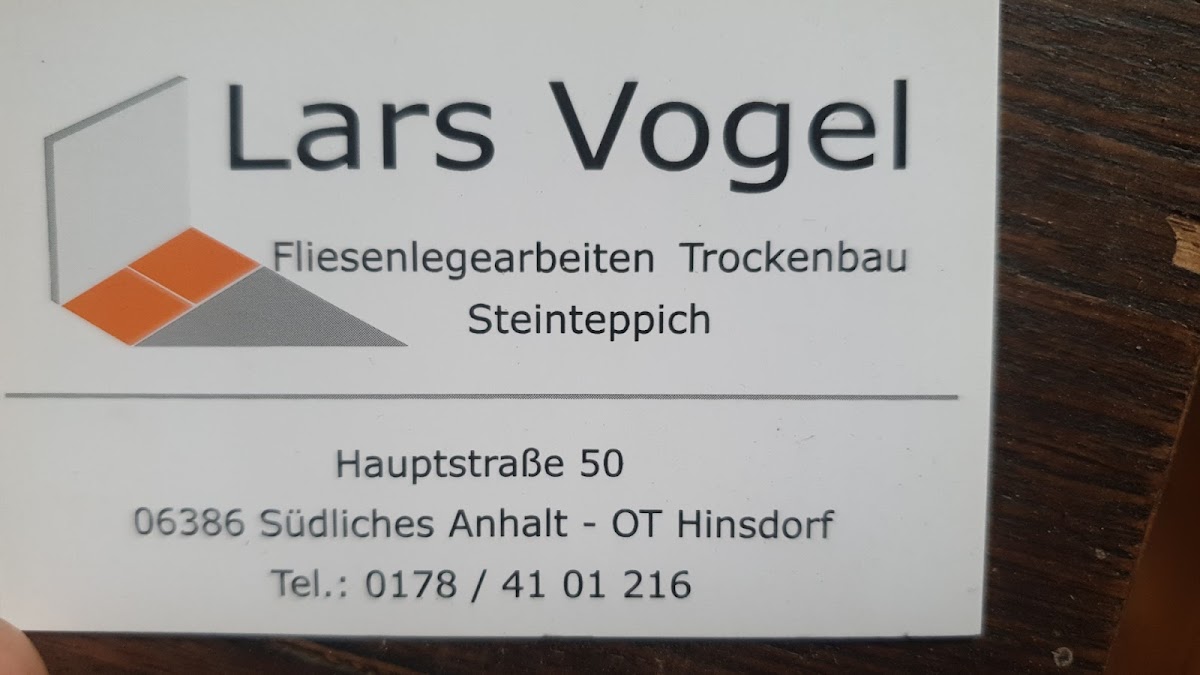 Lars Vogel
Fliesenlegearbeiten Trockenbau
Steinteppich
Hauptstraße 50
06386 Südliches Anhalt - OT Hinsdorf
Tel.: 0178 / 41 01 216